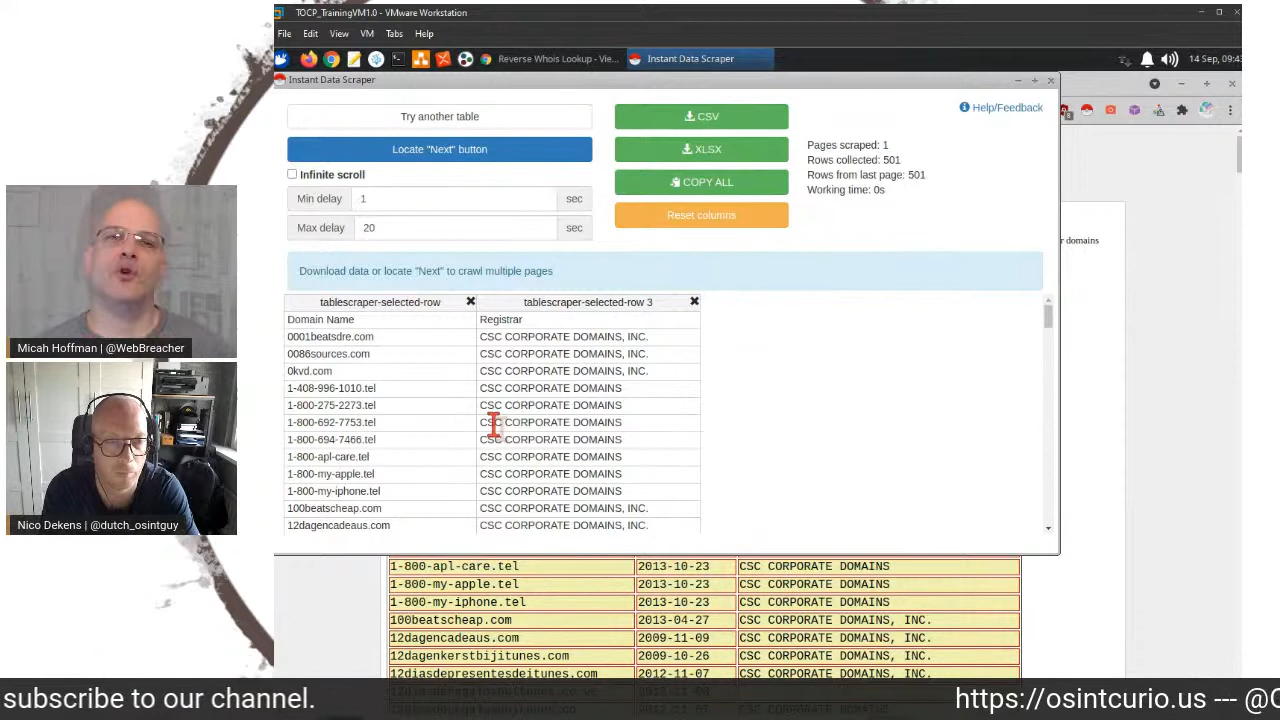 TOCP_TrainingVM1.0 - VMware Workstation
File Edit View VM Tabs Help
Reverse Whois Lookup - Vie... Instant Data Scraper 14 Sep, 09:4
Instant Data Scraper
Try another table
CSV
Help/Feedback
Locate "Next" button
XLSX
Pages scraped: 1
Rows collected: 501
Rows from last page: 501
Working time: 0s
Infinite scroll
COPY ALL
Min delay 1 sec
Reset columns
Max delay 20 sec
r domains
Download data or locate "Next" to crawl multiple pages
tablescraper-selected-row tablescraper-selected-row 3
Domain Name Registrar
0001beatsdre.com CSC CORPORATE DOMAINS, INC.
0086sources.com CSC CORPORATE DOMAINS, INC.
0kvd.com CSC CORPORATE DOMAINS, INC.
1-408-996-1010.tel CSC CORPORATE DOMAINS
1-800-275-2273.tel CSC CORPORATE DOMAINS
1-800-692-7753.tel CSC CORPORATE DOMAINS
1-800-694-7466.tel CSC CORPORATE DOMAINS
1-800-apl-care.tel CSC CORPORATE DOMAINS
1-800-my-apple.tel CSC CORPORATE DOMAINS
1-800-my-iphone.tel CSC CORPORATE DOMAINS
100beatscheap.com CSC CORPORATE DOMAINS, INC.
12dagencadeaus.com CSC CORPORATE DOMAINS, INC.
1-800-apl-care.tel 2013-10-23 CSC CORPORATE DOMAINS
1-800-my-apple.tel 2013-10-23 CSC CORPORATE DOMAINS
1-800-my-iphone.tel 2013-10-23 CSC CORPORATE DOMAINS
100beatscheap.com 2013-04-27 CSC CORPORATE DOMAINS, INC.
12dagencadeaus.com 2009-11-09 CSC CORPORATE DOMAINS, INC.
12dagenkerstbijitunes.com 2009-10-26 CSC CORPORATE DOMAINS, INC.
12diasdepresentesdeitunes.com 2012-11-07 CSC CORPORATE DOMAINS, INC.
Micah Hoffman | @WebBreacher
Nico Dekens | @dutch_osintguy
subscribe to our channel. https://osintcurio.us --- @